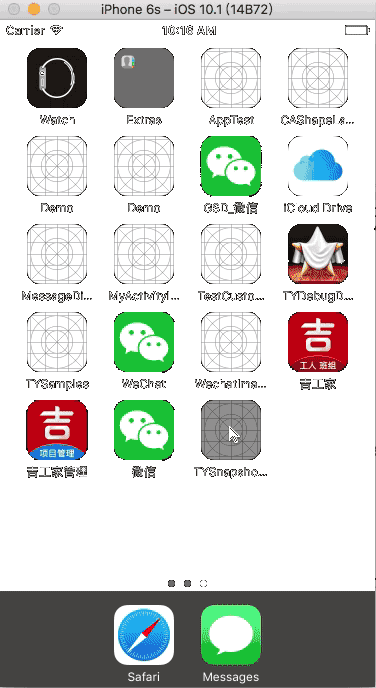 iPhone 6s – iOS 10.1 (14B72)
Carrier 10:16 AM
Watch Extras AppTest CAShapeLa...
Demo Demo GSD_微信 iCloud Drive
MessageDi... MyActivityI... TestCusto... TYDebugD...
工人 班组
TYSamples WeChat WechatIma... 吉工家
吉
项目管理
吉工家管理 微信 TYSnapsho...
Safari Messages